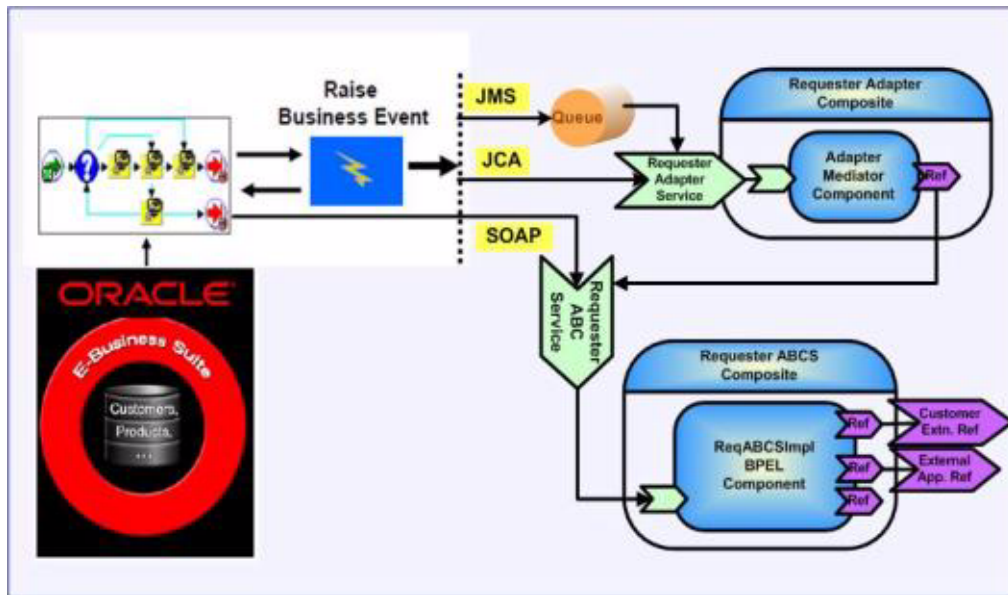 Raise
Business Event
JMS
Queue
JCA
SOAP
Requester Adapter
Composite
Requester
Adapter
Service
Adapter
Mediator
Component
Ref
ORACLE
E-Business Suite
Customers,
Products,
...
Requester
ABC
Service
Requester ABCS
Composite
ReqABCSImpl
BPEL
Component
Ref
Ref
Ref
Customer
Extn. Ref
External
App. Ref